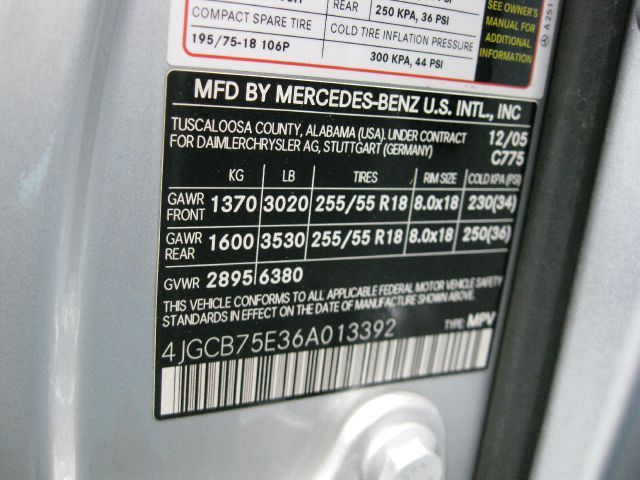 REAR 250 KPA, 36 PSI
COMPACT SPARE TIRE COLD TIRE INFLATION PRESSURE
195/75-18 106P 300 KPA, 44 PSI
SEE OWNER'S
MANUAL FOR
ADDITIONAL
INFORMATION
A 251
MFD BY MERCEDES-BENZ U.S. INTL., INC
TUSCALOOSA COUNTY, ALABAMA (USA). UNDER CONTRACT 12/05
FOR DAIMLERCHRYSLER AG, STUTTGART (GERMANY) C775
KG LB TIRES RIM SIZE COLD KPA (PSI)
GAWR FRONT 1370 3020 255/55 R18 8.0x18 230(34)
GAWR REAR 1600 3530 255/55 R18 8.0x18 250(36)
GVWR 2895 6380
THIS VEHICLE CONFORMS TO ALL APPLICABLE FEDERAL MOTOR VEHICLE SAFETY
STANDARDS IN EFFECT ON THE DATE OF MANUFACTURE SHOWN ABOVE.
4JGCB75E36A013392 TYPE: MPV